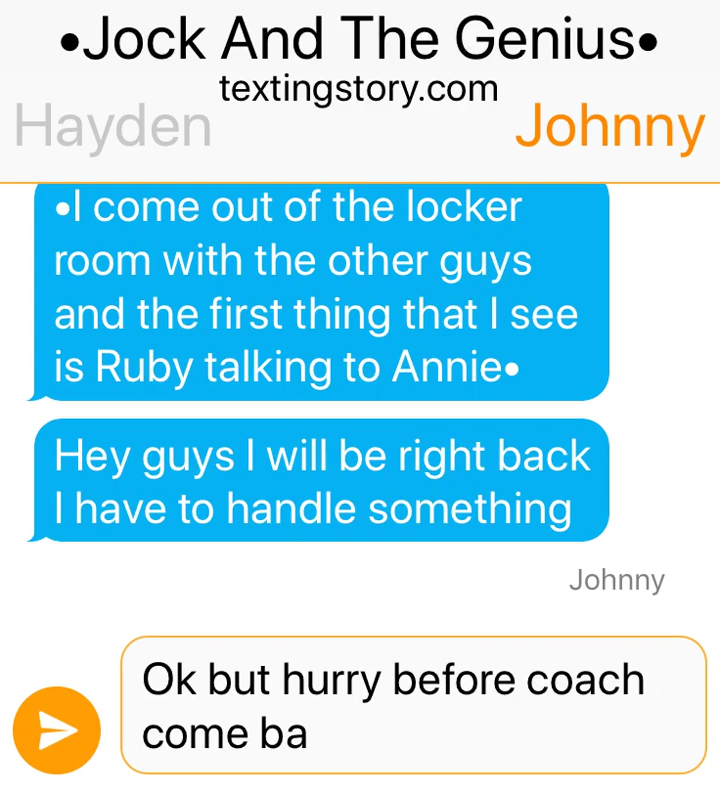 •Jock And The Genius•
textingstory.com
Hayden
Johnny
•I come out of the locker
room with the other guys
and the first thing that I see
is Ruby talking to Annie•
Hey guys I will be right back
I have to handle something
Johnny
Ok but hurry before coach
come ba